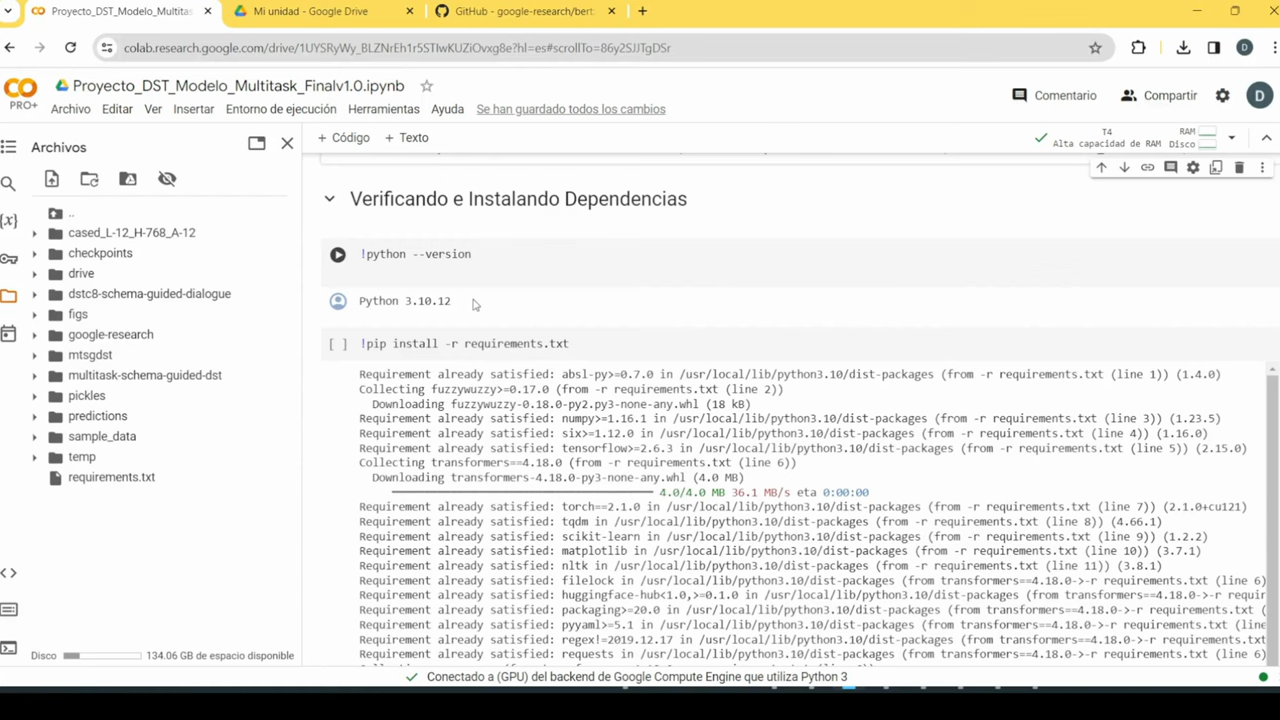 Proyecto_DST_Modelo_Multitas
Mi unidad - Google Drive
GitHub - google-research/bert
colab.research.google.com/drive/1UYSRyWy_BLZNrEh1r5STIwKUZiOvxg8e?hl=es#scrollTo=86y2SJJTgDSr
D
PRO+
Proyecto_DST_Modelo_Multitask_Finalv1.0.ipynb
Archivo Editar Ver Insertar Entorno de ejecución Herramientas Ayuda Se han guardado todos los cambios
Comentario
Compartir
D
Archivos
+ Código + Texto
T4
Alta capacidad de RAM
RAM
Disco
..
cased_L-12_H-768_A-12
checkpoints
drive
dstc8-schema-guided-dialogue
figs
google-research
mtsgdst
multitask-schema-guided-dst
pickles
predictions
sample_data
temp
requirements.txt
Disco 134.06 GB de espacio disponible
Verificando e Instalando Dependencias
!python --version
Python 3.10.12
[ ] !pip install -r requirements.txt
Requirement already satisfied: absl-py>=0.7.0 in /usr/local/lib/python3.10/dist-packages (from -r requirements.txt (line 1)) (1.4.0)
Collecting fuzzywuzzy>=0.17.0 (from -r requirements.txt (line 2))
Downloading fuzzywuzzy-0.18.0-py2.py3-none-any.whl (18 kB)
Requirement already satisfied: numpy>=1.16.1 in /usr/local/lib/python3.10/dist-packages (from -r requirements.txt (line 3)) (1.23.5)
Requirement already satisfied: six>=1.12.0 in /usr/local/lib/python3.10/dist-packages (from -r requirements.txt (line 4)) (1.16.0)
Requirement already satisfied: tensorflow>=2.6.3 in /usr/local/lib/python3.10/dist-packages (from -r requirements.txt (line 5)) (2.15.0)
Collecting transformers==4.18.0 (from -r requirements.txt (line 6))
Downloading transformers-4.18.0-py3-none-any.whl (4.0 MB)
4.0/4.0 MB 36.1 MB/s eta 0:00:00
Requirement already satisfied: torch==2.1.0 in /usr/local/lib/python3.10/dist-packages (from -r requirements.txt (line 7)) (2.1.0+cu121)
Requirement already satisfied: tqdm in /usr/local/lib/python3.10/dist-packages (from -r requirements.txt (line 8)) (4.66.1)
Requirement already satisfied: scikit-learn in /usr/local/lib/python3.10/dist-packages (from -r requirements.txt (line 9)) (1.2.2)
Requirement already satisfied: matplotlib in /usr/local/lib/python3.10/dist-packages (from -r requirements.txt (line 10)) (3.7.1)
Requirement already satisfied: nltk in /usr/local/lib/python3.10/dist-packages (from -r requirements.txt (line 11)) (3.8.1)
Requirement already satisfied: filelock in /usr/local/lib/python3.10/dist-packages (from transformers==4.18.0->-r requirements.txt (line 6)
Requirement already satisfied: huggingface-hub<1.0,>=0.1.0 in /usr/local/lib/python3.10/dist-packages (from transformers==4.18.0->-r requir
Requirement already satisfied: packaging>=20.0 in /usr/local/lib/python3.10/dist-packages (from transformers==4.18.0->-r requirements.txt (
Requirement already satisfied: pyyaml>=5.1 in /usr/local/lib/python3.10/dist-packages (from transformers==4.18.0->-r requirements.txt (line
Requirement already satisfied: regex!=2019.12.17 in /usr/local/lib/python3.10/dist-packages (from transformers==4.18.0->-r requirements.txt
Requirement already satisfied: requests in /usr/local/lib/python3.10/dist-packages (from transformers==4.18.0->-r requirements.txt (line 6)
Conectado a (GPU) del backend de Google Compute Engine que utiliza Python 3